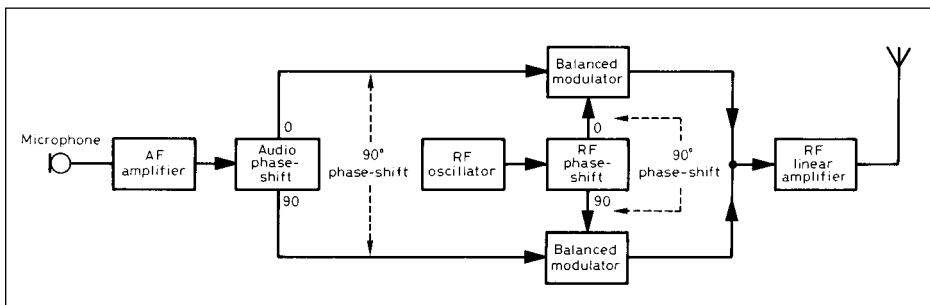 Microphone
AF
amplifier
Audio
phase-
shift
0
90
90°
phase-shift
RF
oscillator
RF
phase-
shift
0
90
90°
phase-shift
Balanced
modulator
Balanced
modulator
RF
linear
amplifier